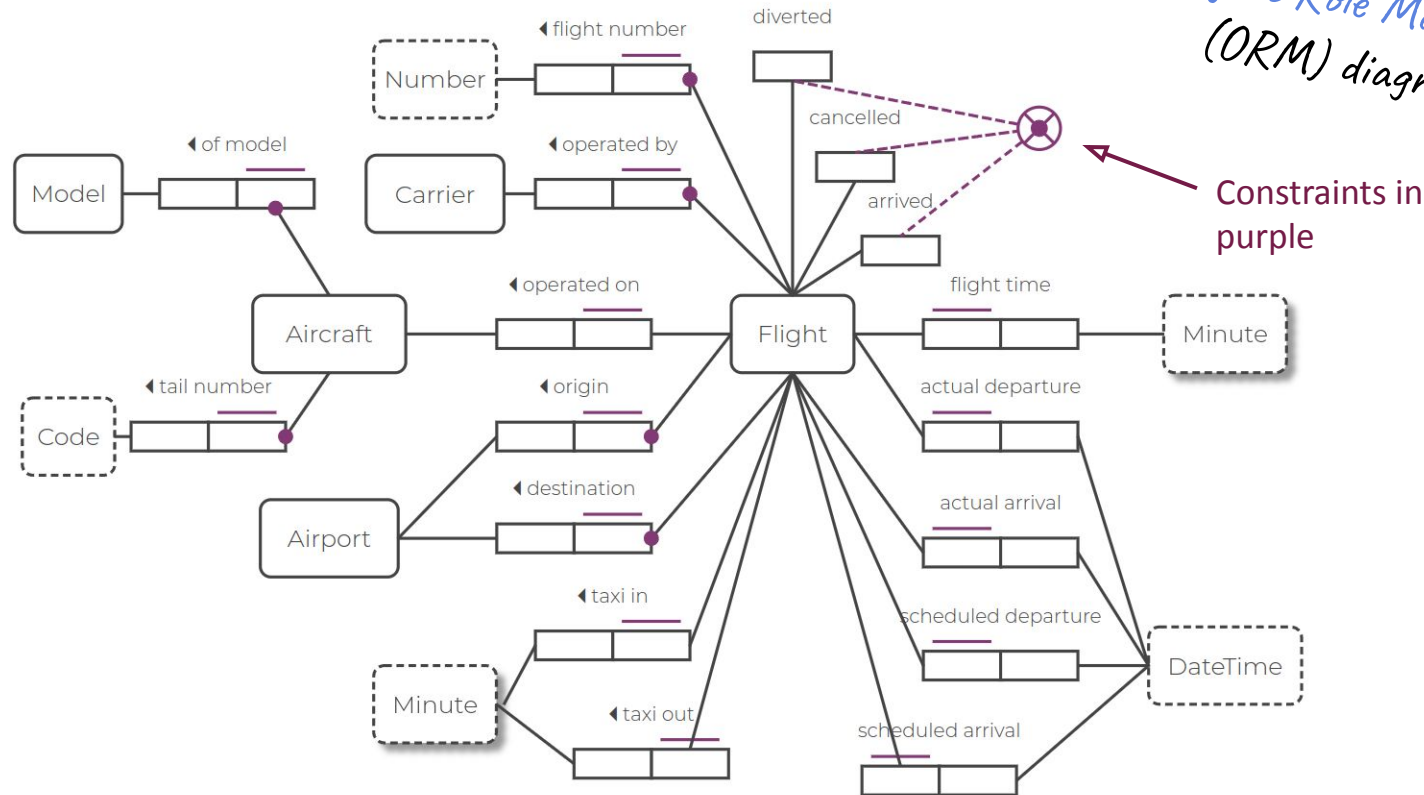 Role M
(ORM) diagr
diverted
◂ flight number
Number
cancelled
◂ of model
◂ operated by
Model
Carrier
arrived
Constraints in
purple
◂ operated on
flight time
Aircraft
Flight
Minute
◂ tail number
◂ origin
actual departure
Code
◂ destination
actual arrival
Airport
◂ taxi in
scheduled departure
DateTime
Minute
◂ taxi out
scheduled arrival